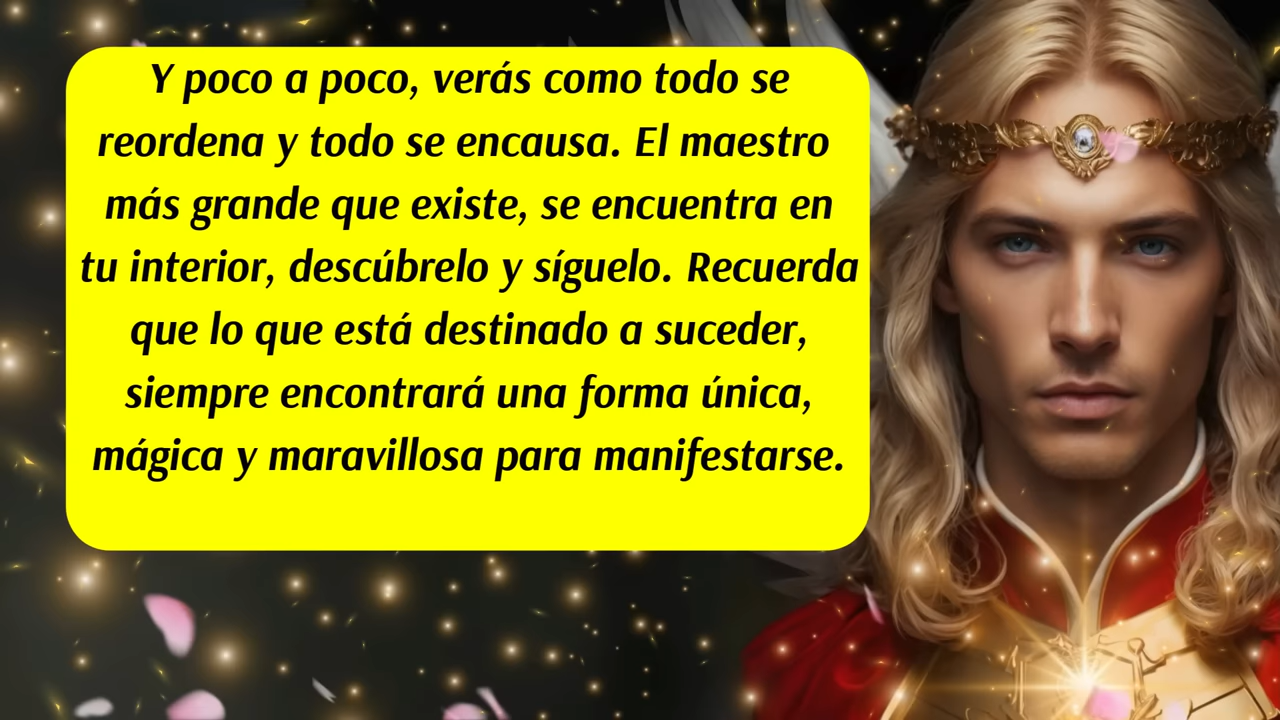 Y poco a poco, verás como todo se
reordena y todo se encausa. El maestro
más grande que existe, se encuentra en
tu interior, descúbrelo y síguelo. Recuerda
que lo que está destinado a suceder,
siempre encontrará una forma única,
mágica y maravillosa para manifestarse.